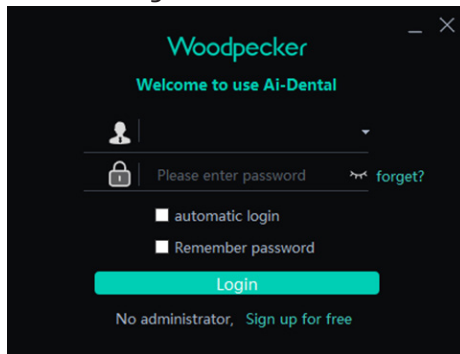 Woodpecker
Welcome to use Ai-Dental
Please enter password forget?
automatic login
Remember password
Login
No administrator, Sign up for free